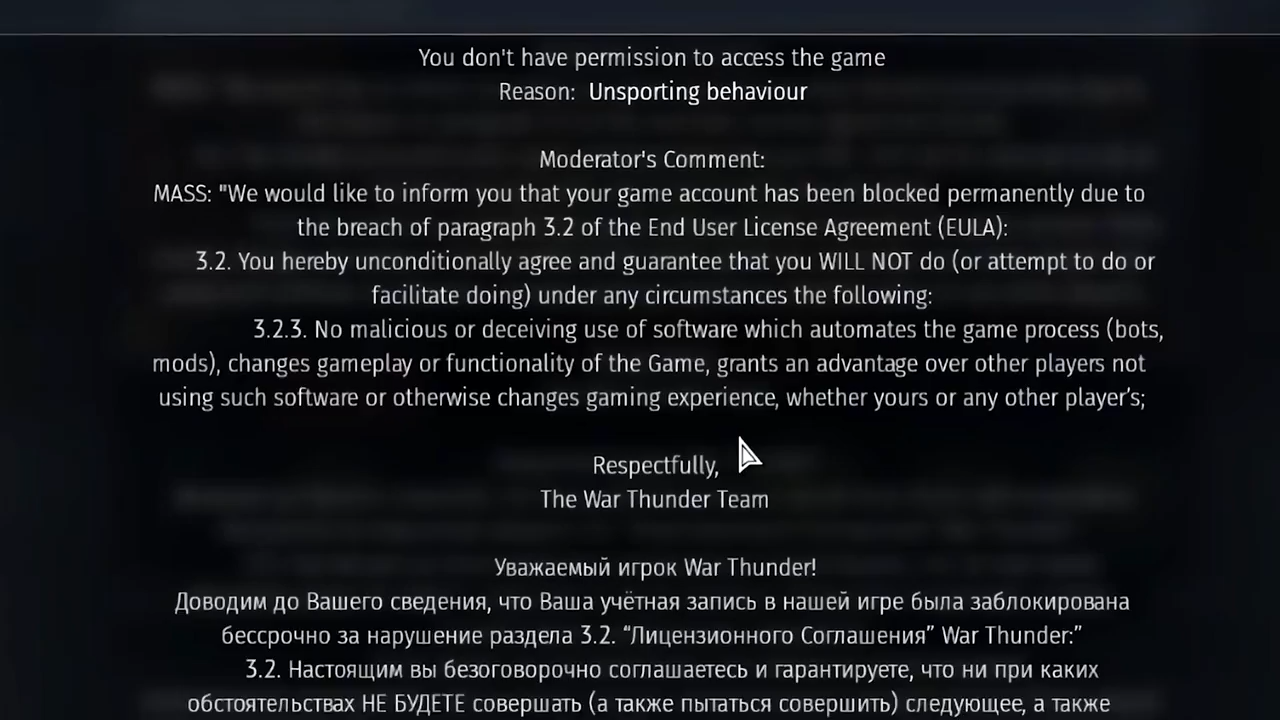 You don't have permission to access the game
Reason: Unsporting behaviour
Moderator's Comment:
MASS: "We would like to inform you that your game account has been blocked permanently due to
the breach of paragraph 3.2 of the End User License Agreement (EULA):
3.2. You hereby unconditionally agree and guarantee that you WILL NOT do (or attempt to do or
facilitate doing) under any circumstances the following:
3.2.3. No malicious or deceiving use of software which automates the game process (bots,
mods), changes gameplay or functionality of the Game, grants an advantage over other players not
using such software or otherwise changes gaming experience, whether yours or any other player's;
Respectfully,
The War Thunder Team
Уважаемый игрок War Thunder!
Доводим до Вашего сведения, что Ваша учётная запись в нашей игре была заблокирована
бессрочно за нарушение раздела 3.2. “Лицензионного Соглашения” War Thunder:”
3.2. Настоящим вы безоговорочно соглашаетесь и гарантируете, что ни при каких
обстоятельствах НЕ БУДЕТЕ совершать (а также пытаться совершить) следующее, а также